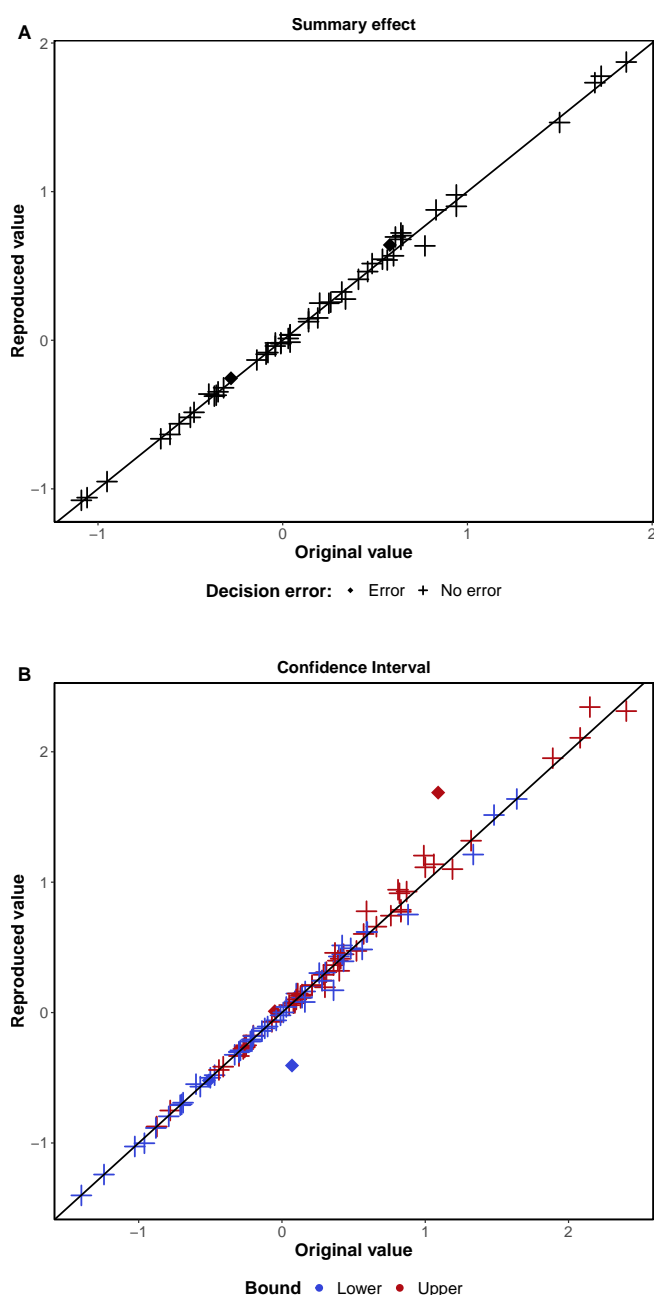 A
Summary effect
2
1
0
−1
Reproduced value
−1
0
1
2
Original value
Decision error: Error No error
B
Confidence Interval
2
1
0
−1
Reproduced value
−1
0
1
2
Original value
Bound Lower Upper